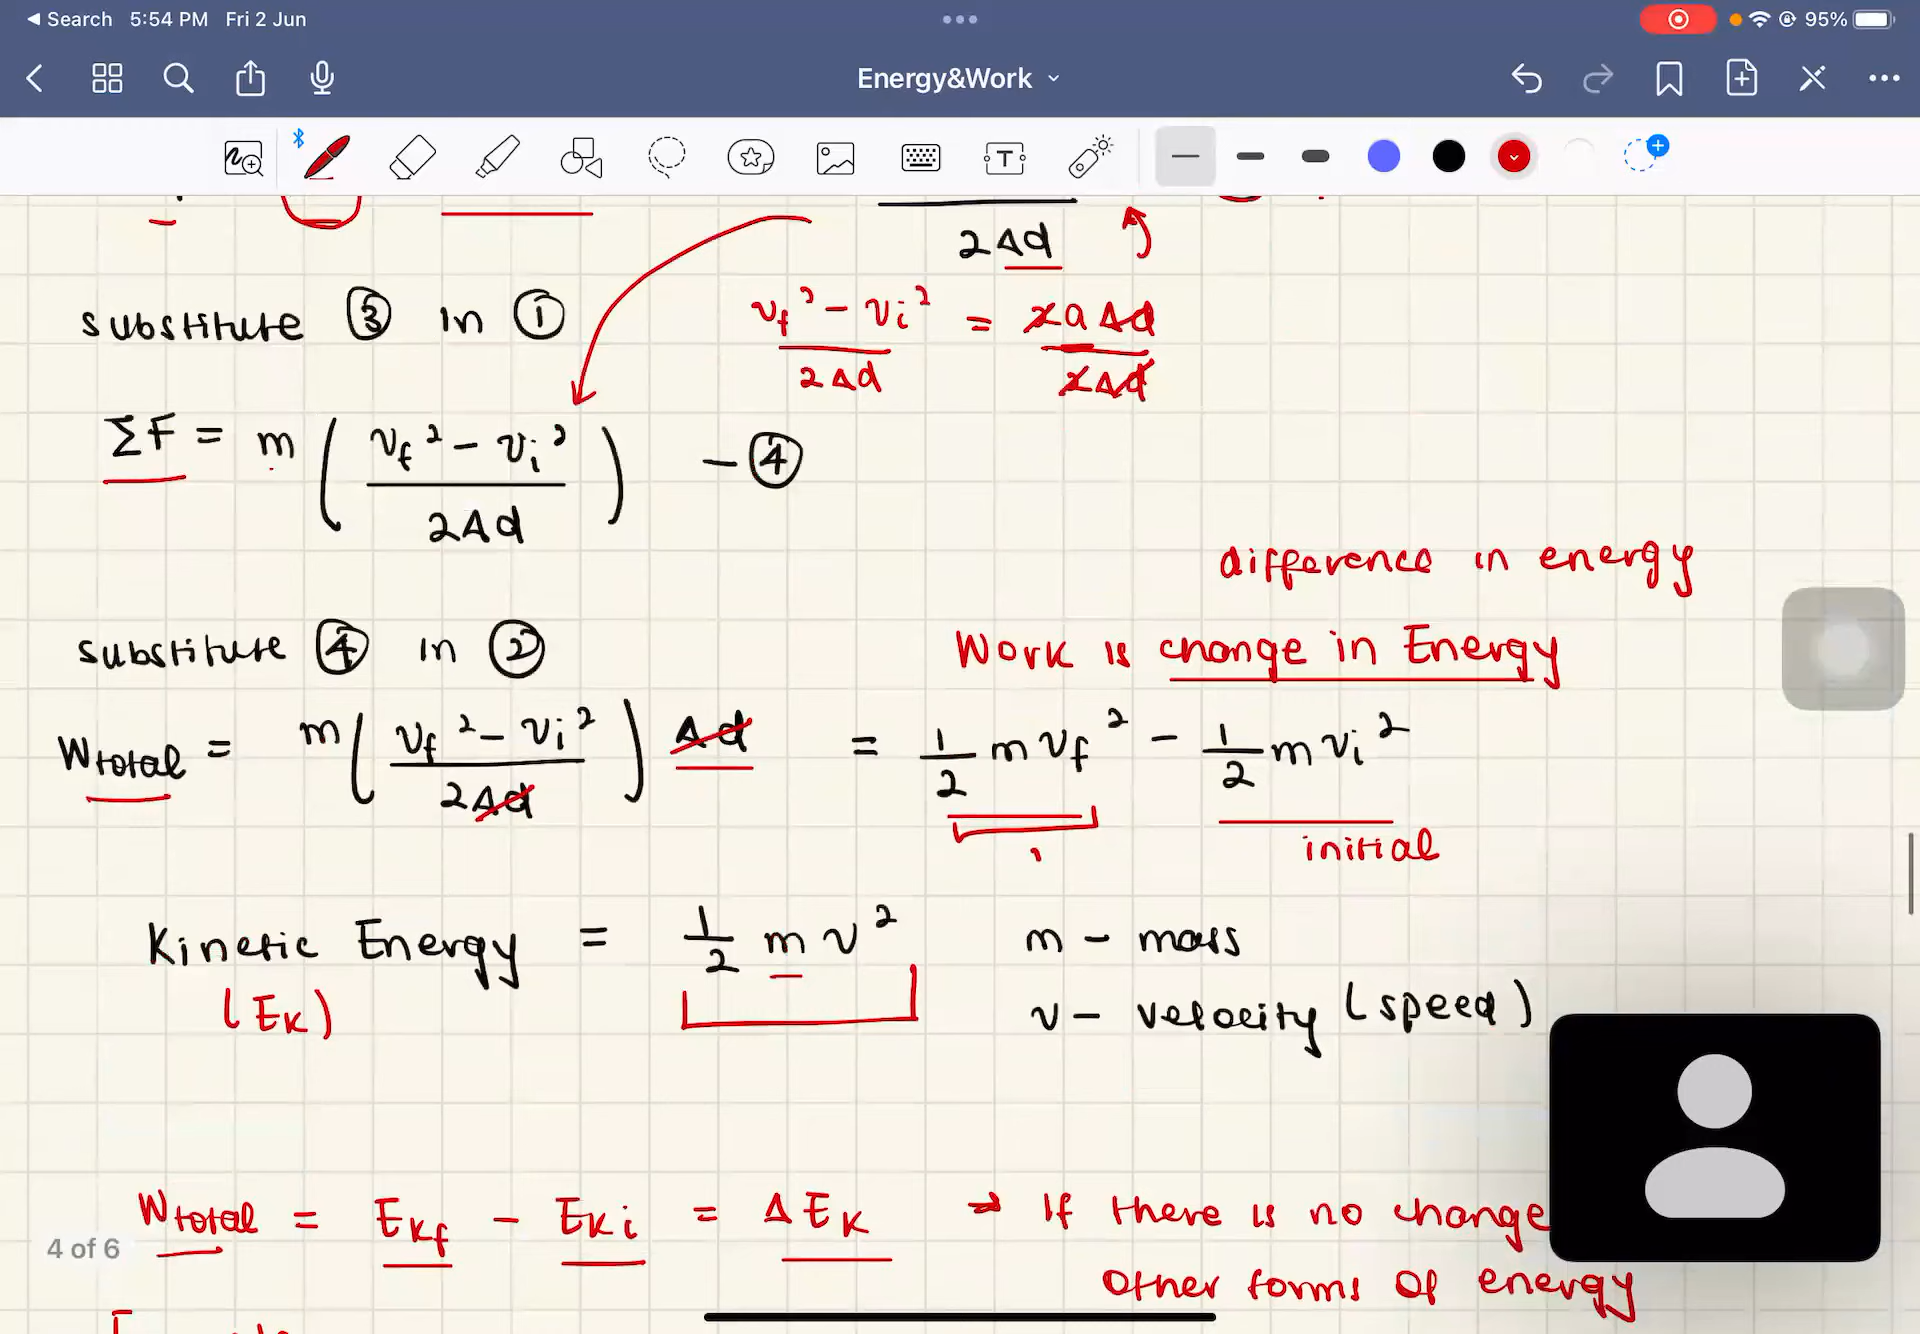 Search 5:54 PM Fri 2 Jun
95%
Energy&Work
2Δd
substitute ③ in ①
vf² - vi² / 2Δd = 2aΔd / 2Δd
ΣF = m ( vf² - vi² / 2Δd ) - ④
difference in energy
substitute ④ in ②
Work is change in Energy
Wtotal = m ( vf² - vi² / 2Δd ) Δd = 1/2 m vf² - 1/2 m vi²
initial
Kinetic Energy = 1/2 m v²
(EK)
m - mass
v - velocity (speed)
Wtotal = EKf - EKi = ΔEK → If there is no change
other forms of energy
4 of 6